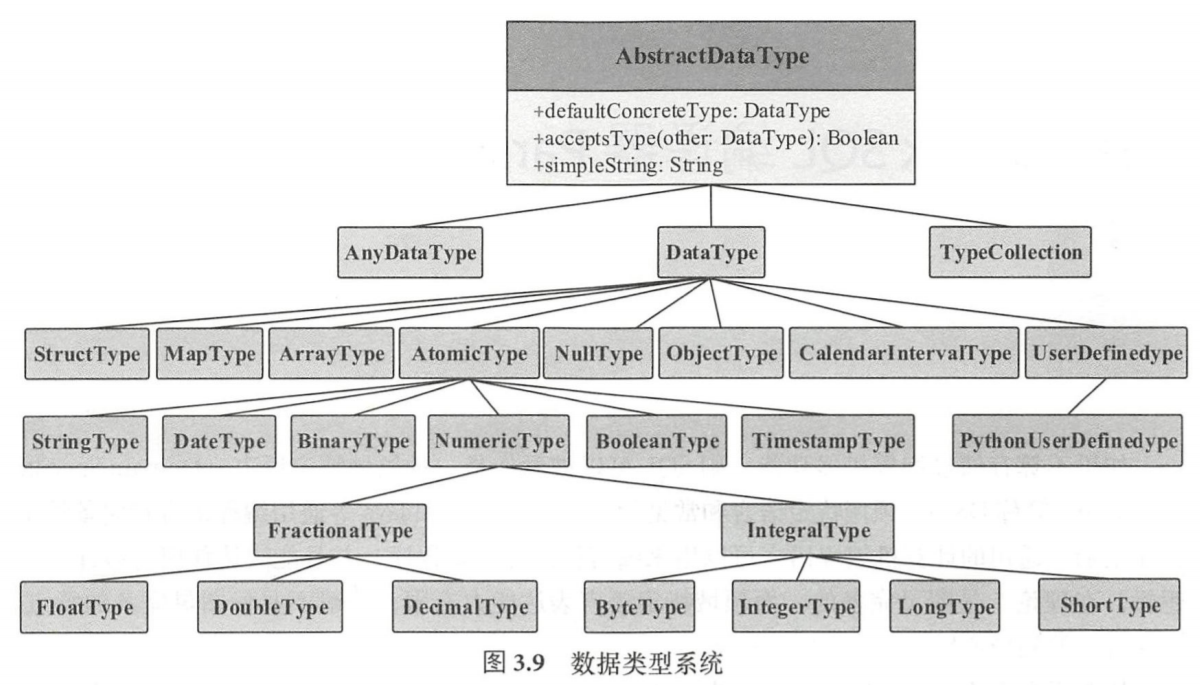 AbstractDataType
+defaultConcreteType: DataType
+acceptsType(other: DataType): Boolean
+simpleString: String
AnyDataType DataType TypeCollection
StructType MapType ArrayType AtomicType NullType ObjectType CalendarIntervalType UserDefinedype
StringType DateType BinaryType NumericType BooleanType TimestampType PythonUserDefinedype
FractionalType IntegralType
FloatType DoubleType DecimalType ByteType IntegerType LongType ShortType
图 3.9 数据类型系统